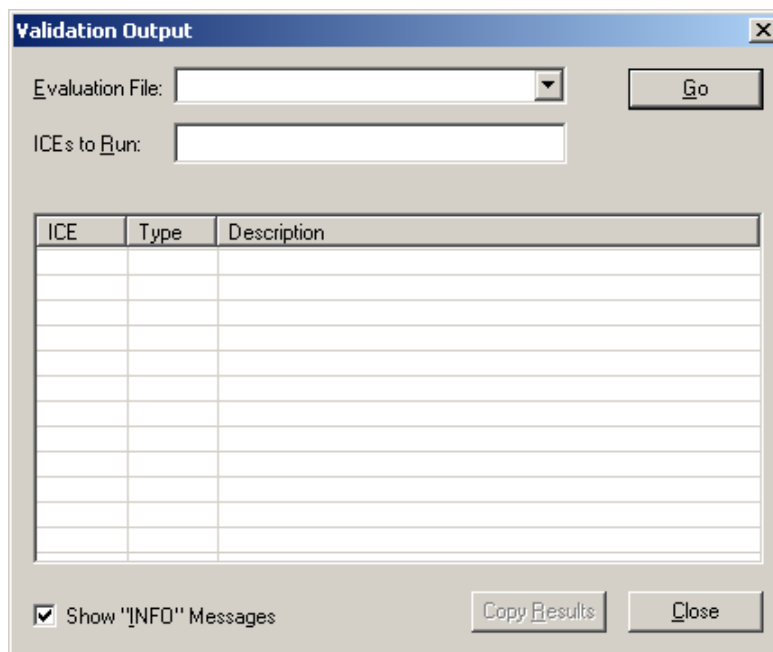 Validation Output
Evaluation File:
Go
ICEs to Run:
ICE Type Description
Show "INFO" Messages
Copy Results
Close